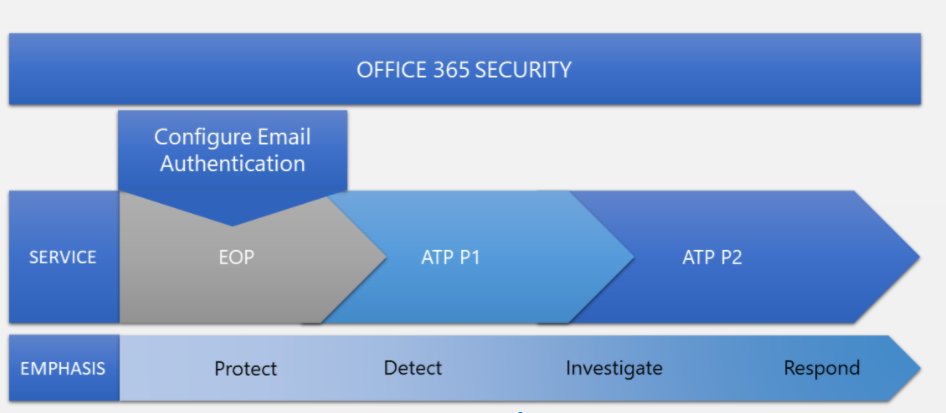 OFFICE 365 SECURITY
Configure Email
Authentication
SERVICE
EOP
ATP P1
ATP P2
EMPHASIS
Protect
Detect
Investigate
Respond